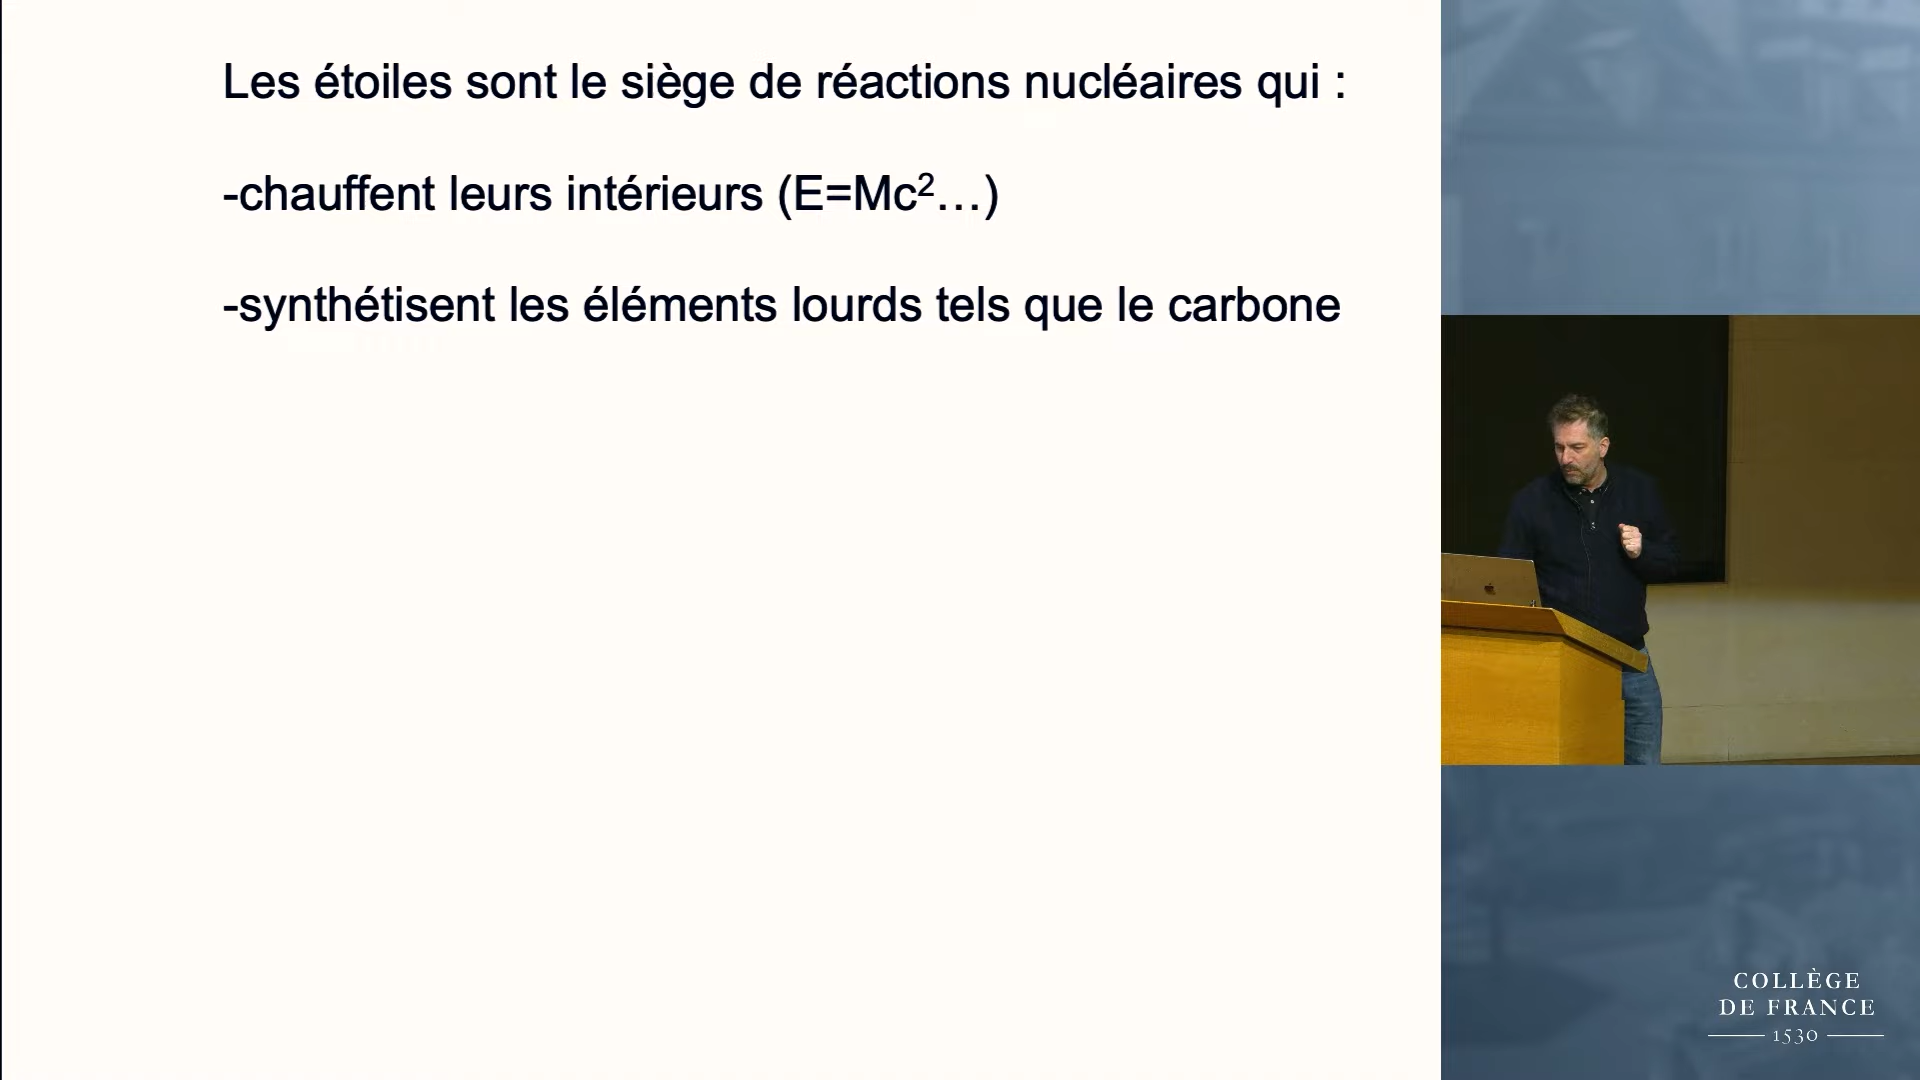 Les étoiles sont le siège de réactions nucléaires qui :
-chauffent leurs intérieurs (E=Mc²…)
-synthétisent les éléments lourds tels que le carbone
COLLÈGE
DE FRANCE
1530